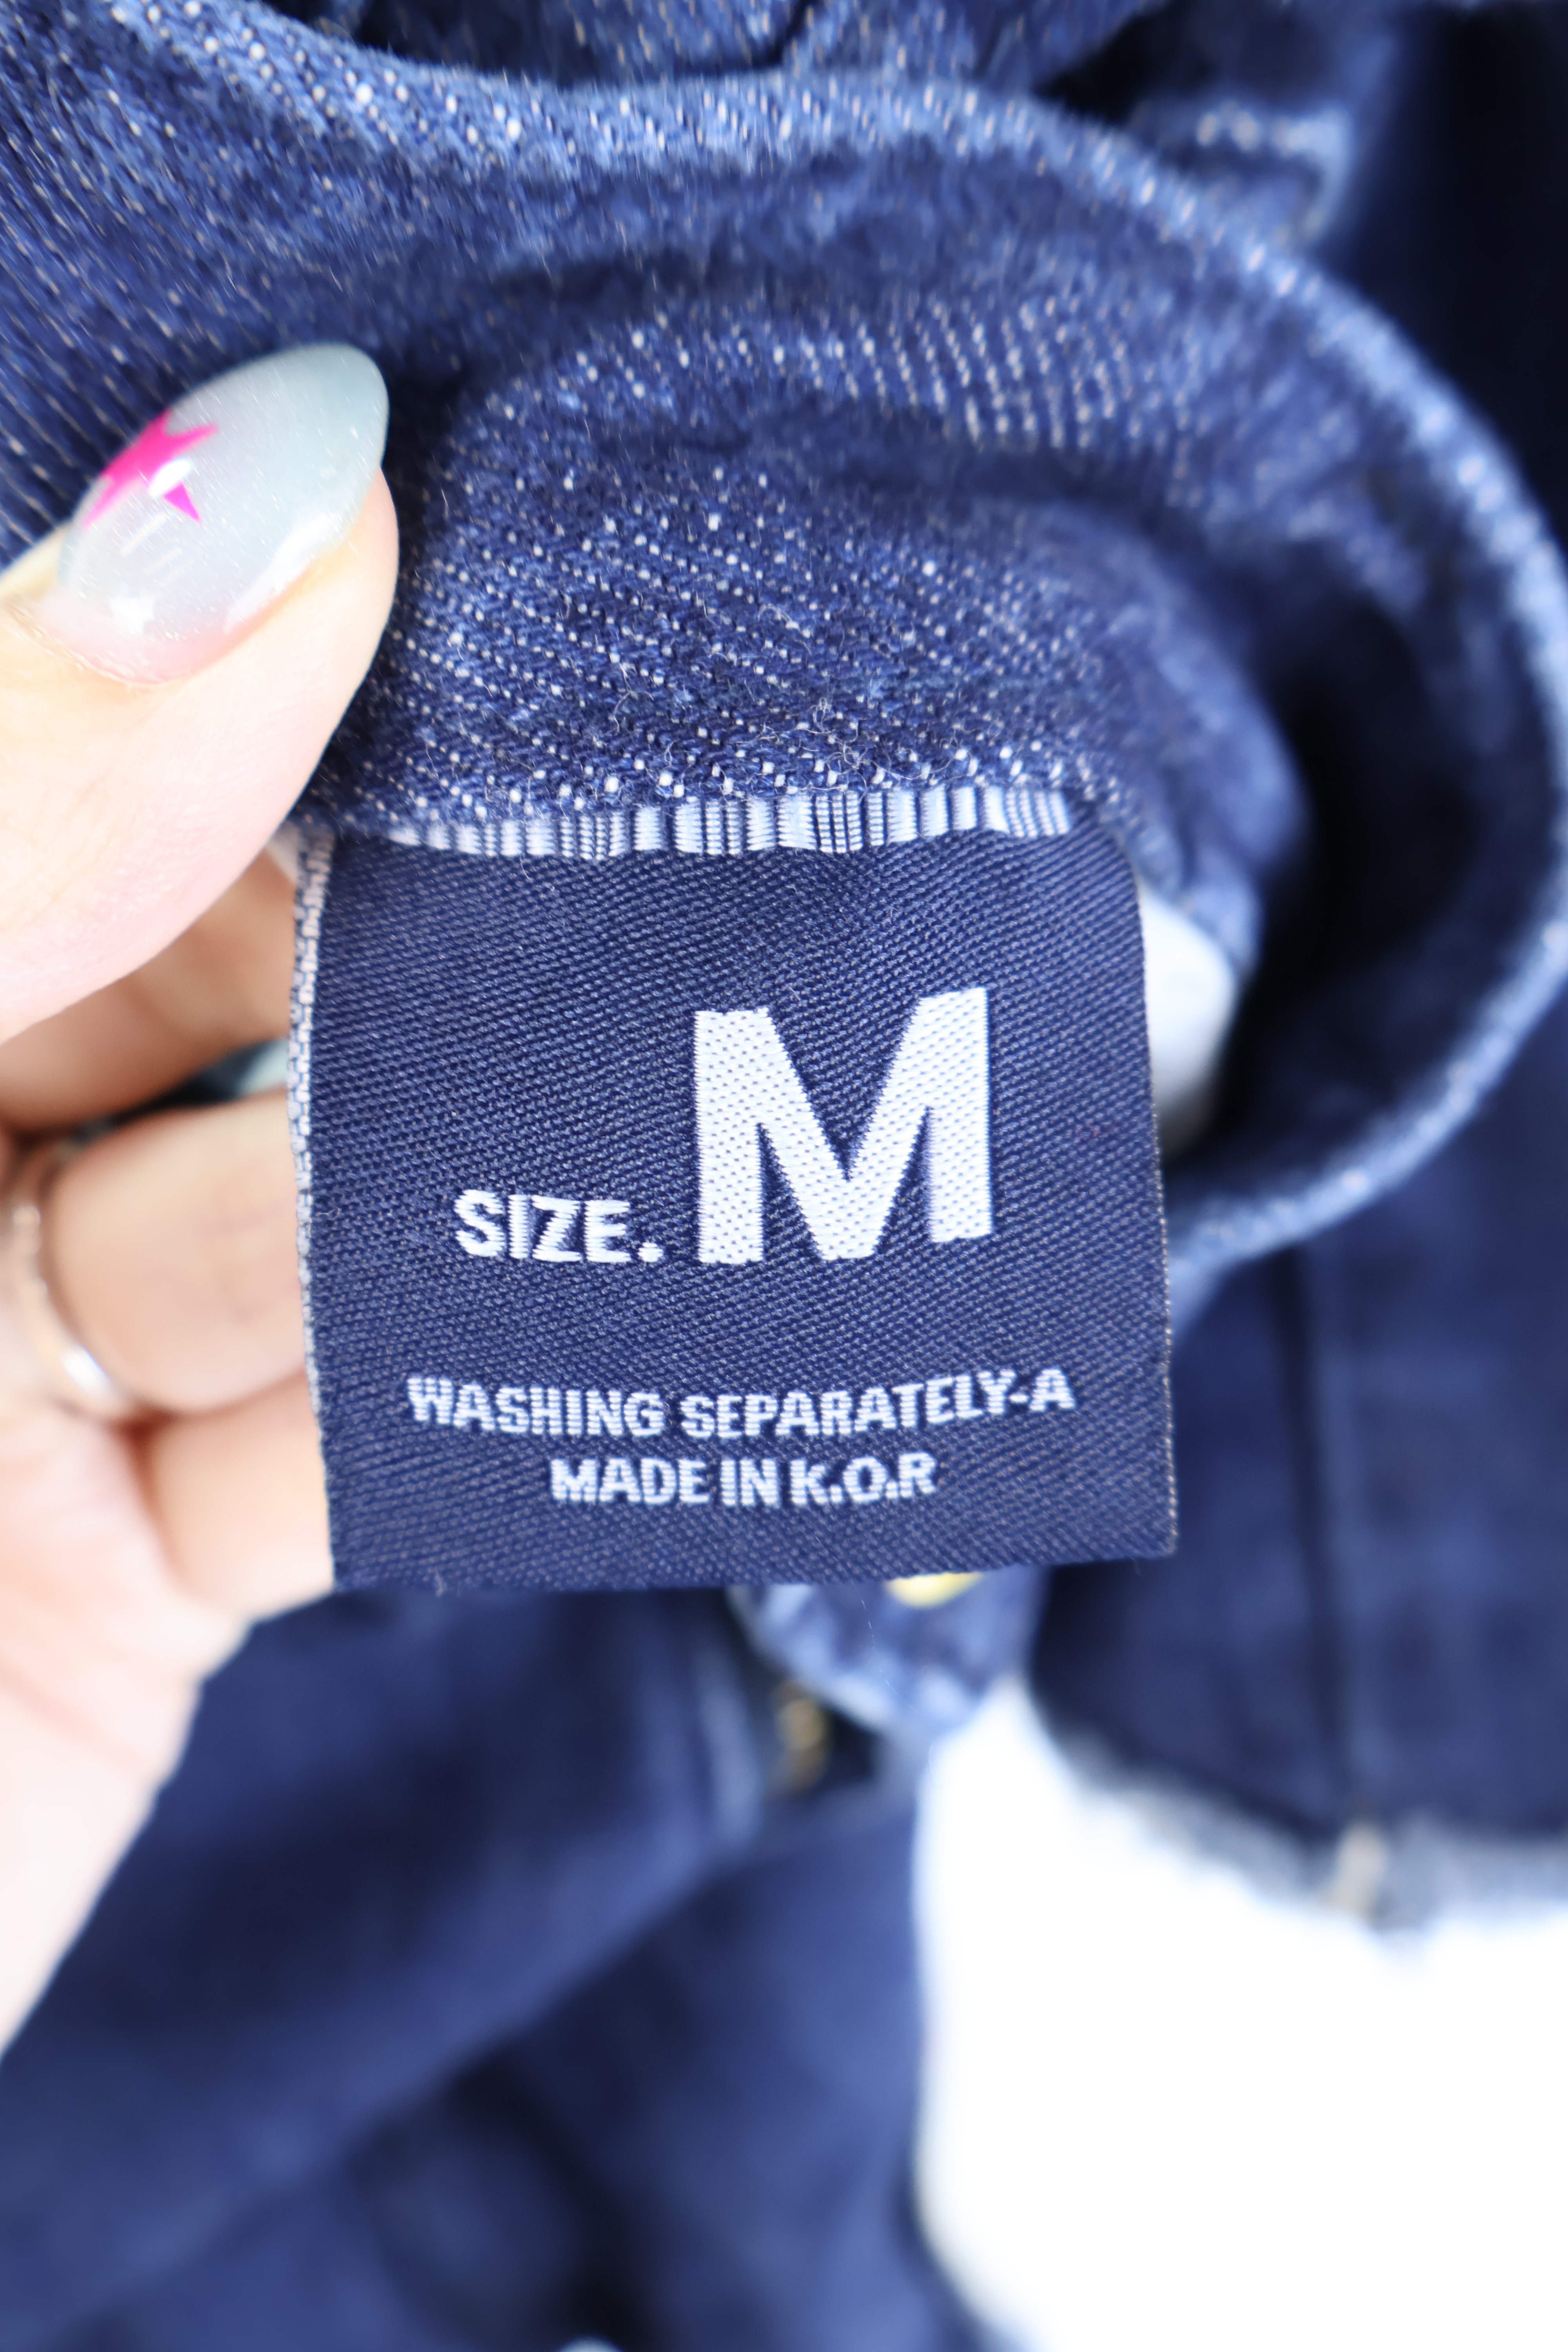 SIZE. M
WASHING SEPARATELY-A
MADE IN K.O.R